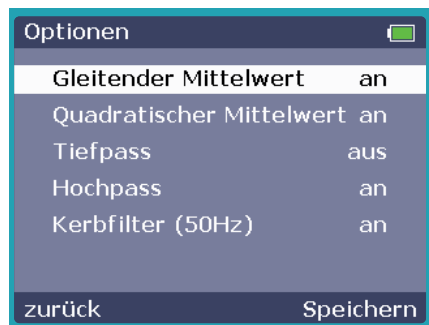 Optionen
Gleitender Mittelwert an
Quadratischer Mittelwert an
Tiefpass aus
Hochpass an
Kerbfilter (50Hz) an
zurück Speichern